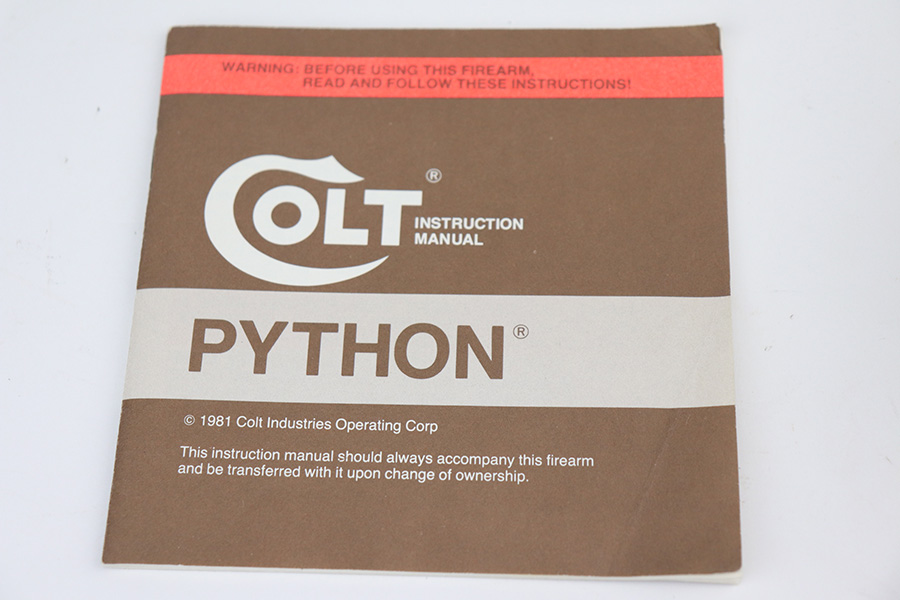 WARNING: BEFORE USING THIS FIREARM,
READ AND FOLLOW THESE INSTRUCTIONS!
COLT®
INSTRUCTION
MANUAL
PYTHON®
© 1981 Colt Industries Operating Corp
This instruction manual should always accompany this firearm
and be transferred with it upon change of ownership.